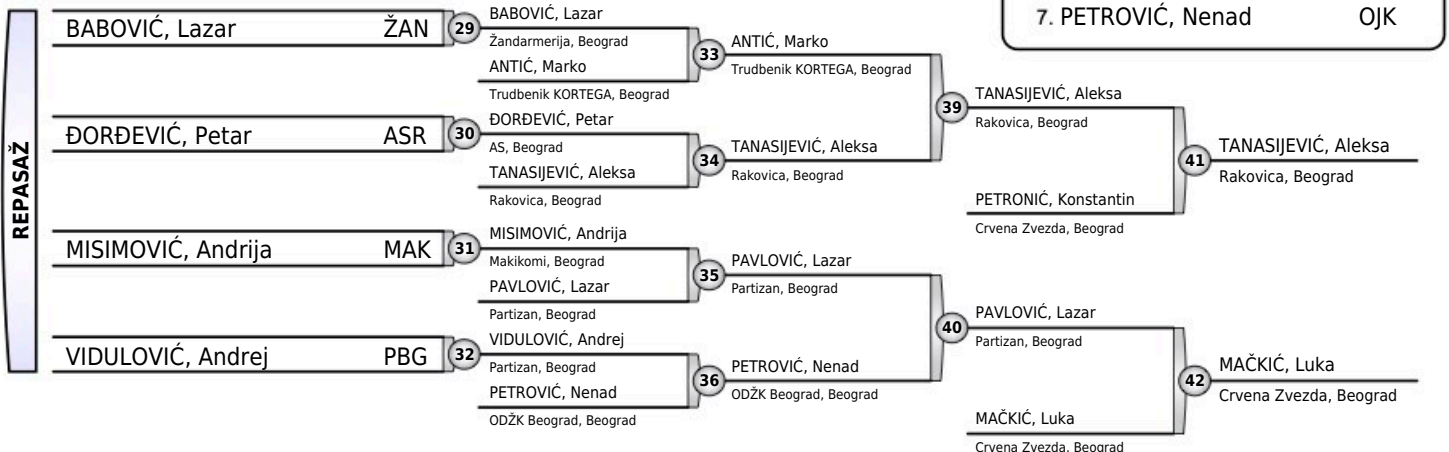 7. PETROVIĆ, Nenad OJK
REPASAŽ
BABOVIĆ, Lazar ŽAN
ĐORĐEVIĆ, Petar ASR
MISIMOVIĆ, Andrija MAK
VIDULOVIĆ, Andrej PBG
29
BABOVIĆ, Lazar
Žandarmerija, Beograd
ANTIĆ, Marko
Trudbenik KORTEGA, Beograd
30
ĐORĐEVIĆ, Petar
AS, Beograd
TANASIJEVIĆ, Aleksa
Rakovica, Beograd
31
MISIMOVIĆ, Andrija
Makikomi, Beograd
PAVLOVIĆ, Lazar
Partizan, Beograd
32
VIDULOVIĆ, Andrej
Partizan, Beograd
PETROVIĆ, Nenad
ODŽK Beograd, Beograd
33
ANTIĆ, Marko
Trudbenik KORTEGA, Beograd
34
TANASIJEVIĆ, Aleksa
Rakovica, Beograd
35
PAVLOVIĆ, Lazar
Partizan, Beograd
36
PETROVIĆ, Nenad
ODŽK Beograd, Beograd
39
TANASIJEVIĆ, Aleksa
Rakovica, Beograd
PETRONIĆ, Konstantin
Crvena Zvezda, Beograd
40
PAVLOVIĆ, Lazar
Partizan, Beograd
MAČKIĆ, Luka
Crvena Zvezda, Beograd
41
TANASIJEVIĆ, Aleksa
Rakovica, Beograd
42
MAČKIĆ, Luka
Crvena Zvezda, Beograd